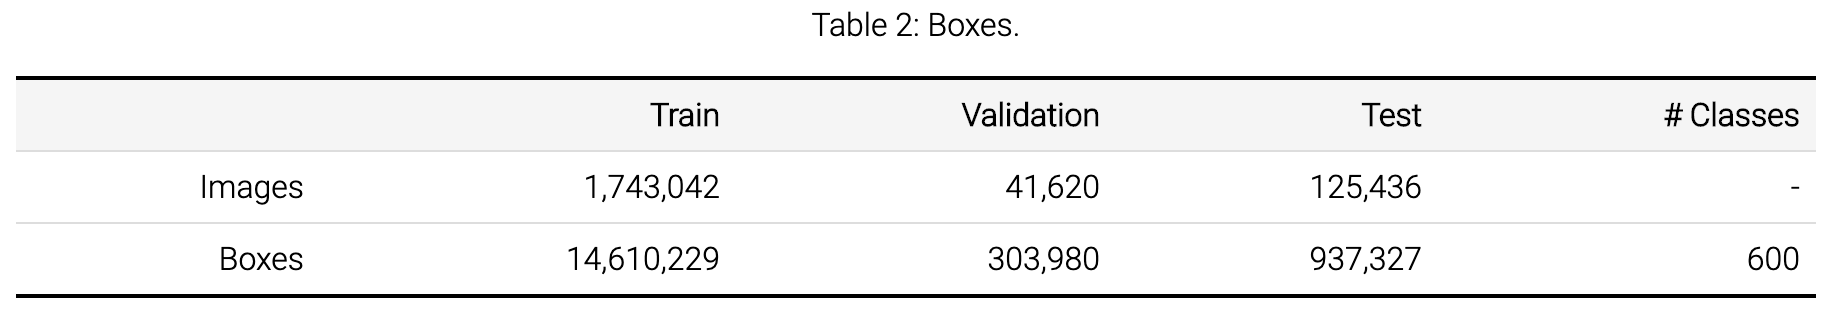 Table 2: Boxes.
Train Validation Test # Classes
Images 1,743,042 41,620 125,436 -
Boxes 14,610,229 303,980 937,327 600